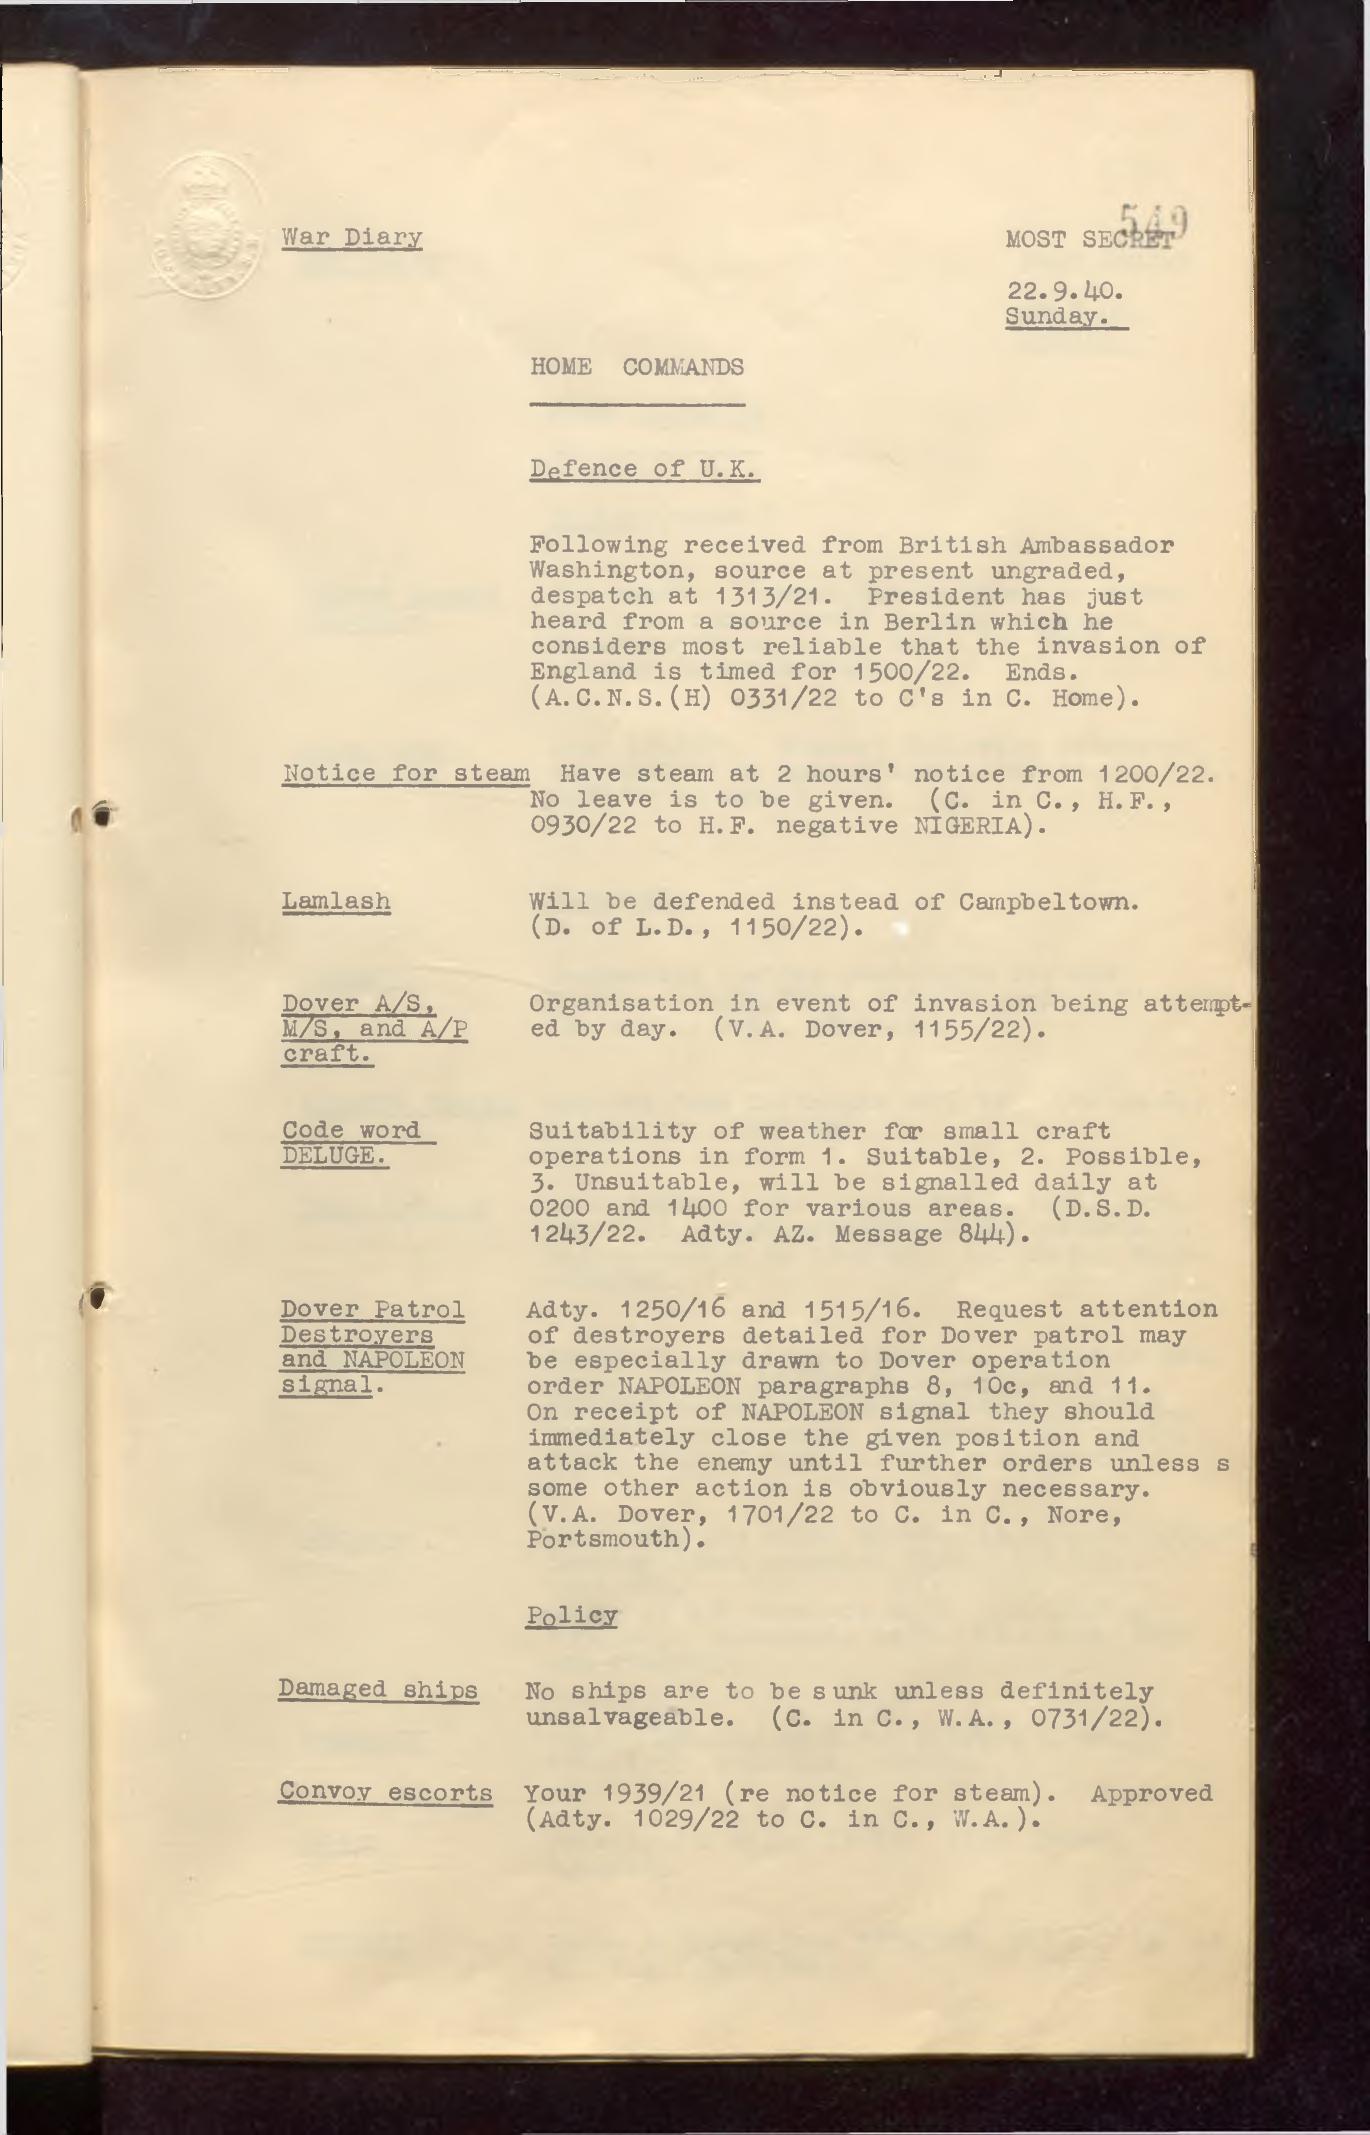 549
War Diary MOST SECRET
22.9.40.
Sunday.
HOME COMMANDS
Defence of U.K.
Following received from British Ambassador
Washington, source at present ungraded,
despatch at 1313/21. President has just
heard from a source in Berlin which he
considers most reliable that the invasion of
England is timed for 1500/22. Ends.
(A.C.N.S.(H) 0331/22 to C's in C. Home).
Notice for steam Have steam at 2 hours' notice from 1200/22.
No leave is to be given. (C. in C., H.F.,
0930/22 to H.F. negative NIGERIA).
Lamlash Will be defended instead of Campbeltown.
(D. of L.D., 1150/22).
Dover A/S, Organisation in event of invasion being attempt-
M/S, and A/P ed by day. (V.A. Dover, 1155/22).
craft.
Code word Suitability of weather for small craft
DELUGE. operations in form 1. Suitable, 2. Possible,
3. Unsuitable, will be signalled daily at
0200 and 1400 for various areas. (D.S.D.
1243/22. Adty. AZ. Message 844).
Dover Patrol Adty. 1250/16 and 1515/16. Request attention
Destroyers of destroyers detailed for Dover patrol may
and NAPOLEON be especially drawn to Dover operation
signal. order NAPOLEON paragraphs 8, 10c, and 11.
On receipt of NAPOLEON signal they should
immediately close the given position and
attack the enemy until further orders unless s
some other action is obviously necessary.
(V.A. Dover, 1701/22 to C. in C., Nore,
Portsmouth).
Policy
Damaged ships No ships are to be sunk unless definitely
unsalvageable. (C. in C., W.A., 0731/22).
Convoy escorts Your 1939/21 (re notice for steam). Approved
(Adty. 1029/22 to C. in C., W.A.).